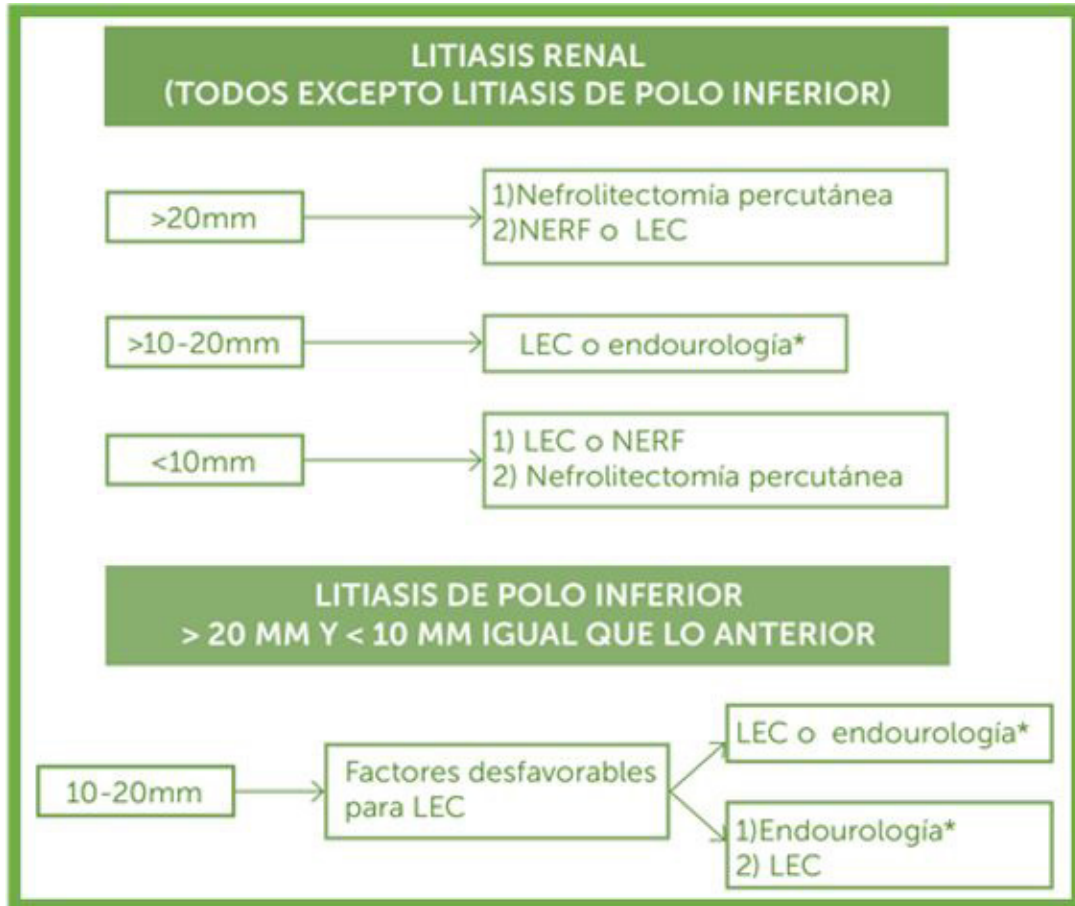 LITIASIS RENAL
(TODOS EXCEPTO LITIASIS DE POLO INFERIOR)
>20mm
1)Nefrolitectomía percutánea
2)NERF o LEC
>10-20mm
LEC o endourología*
<10mm
1) LEC o NERF
2) Nefrolitectomía percutánea
LITIASIS DE POLO INFERIOR
> 20 MM Y < 10 MM IGUAL QUE LO ANTERIOR
10-20mm
Factores desfavorables
para LEC
LEC o endourología*
1)Endourología*
2) LEC